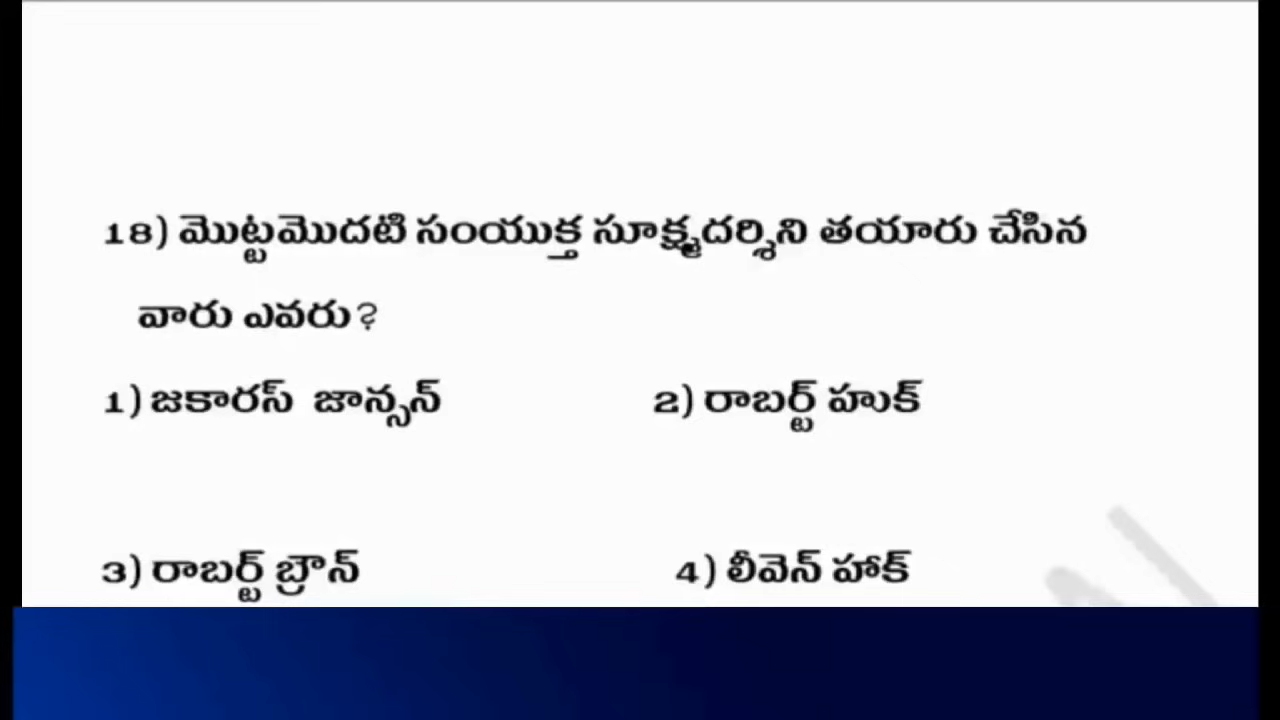 18) మొట్టమొదటి సంయుక్త సూక్ష్మదర్శిని తయారు చేసిన
వారు ఎవరు?
1) జకారస్ జాన్సన్ 2) రాబర్ట్ హుక్
3) రాబర్ట్ బ్రౌన్ 4) లీవెన్ హాక్